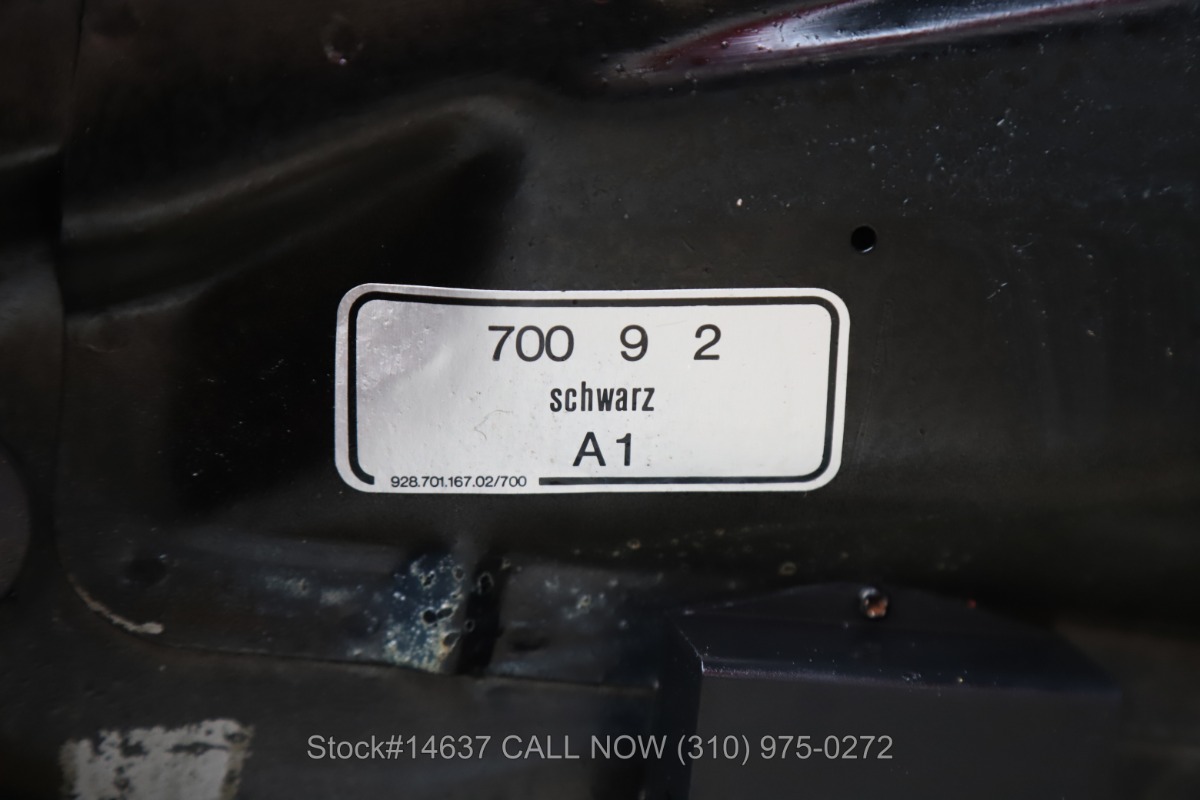 700 9 2
schwarz
A1
928.701.167.02/700
Stock#14637 CALL NOW (310) 975-0272